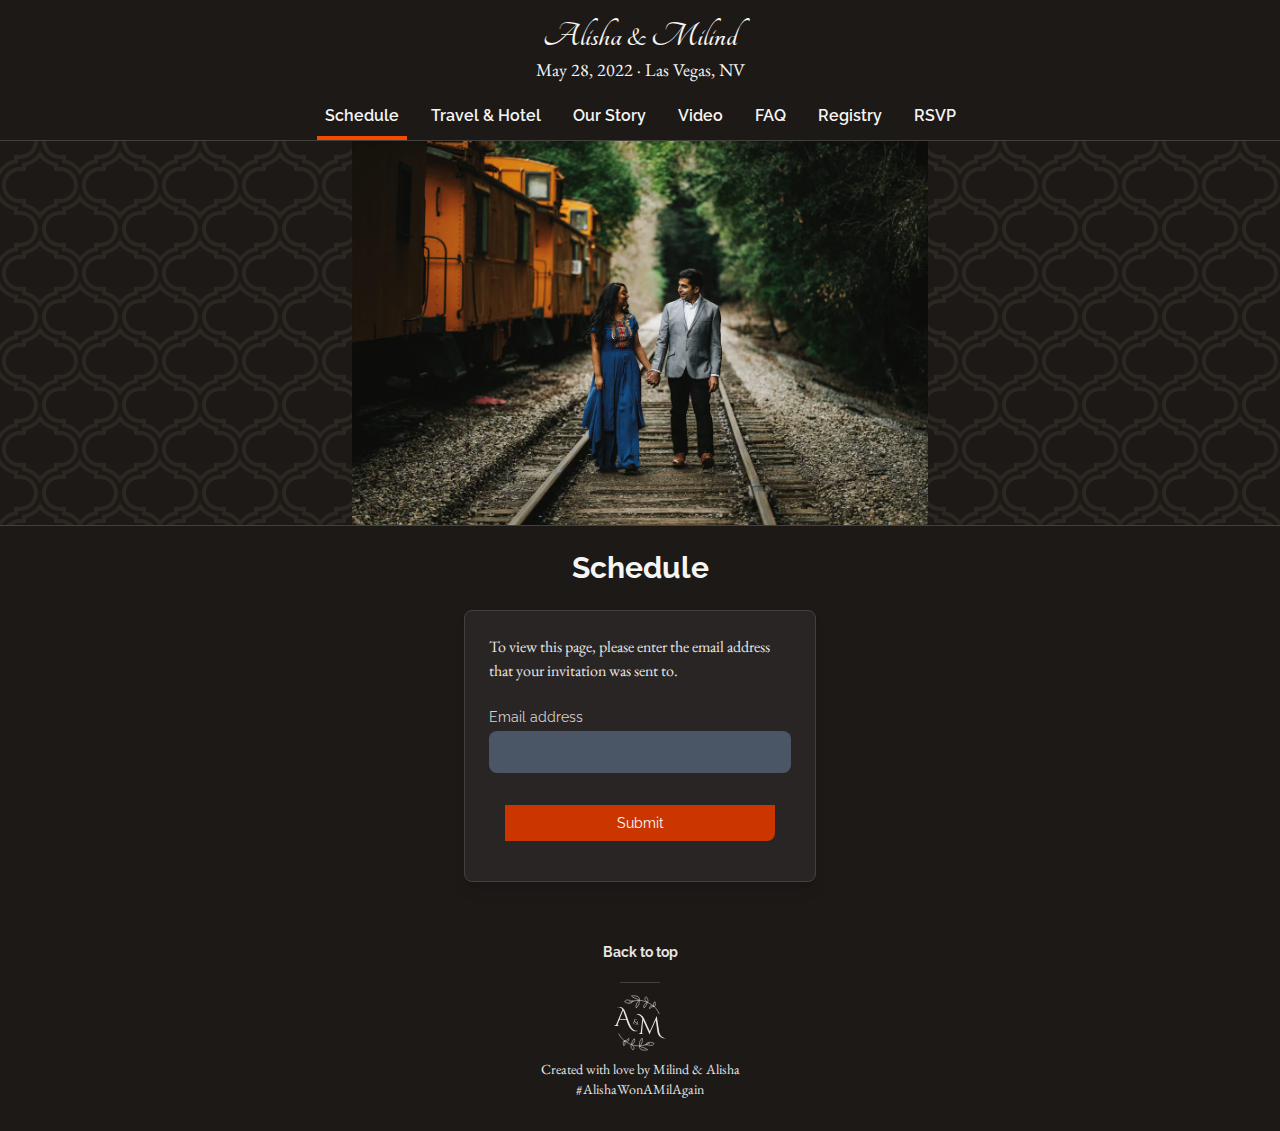 Alisha & Milind
May 28, 2022 · Las Vegas, NV
Schedule Travel & Hotel Our Story Video FAQ Registry RSVP
Schedule
To view this page, please enter the email address
that your invitation was sent to.
Email address
Submit
Back to top
A & M
Created with love by Milind & Alisha
#AlishaWonAMilAgain